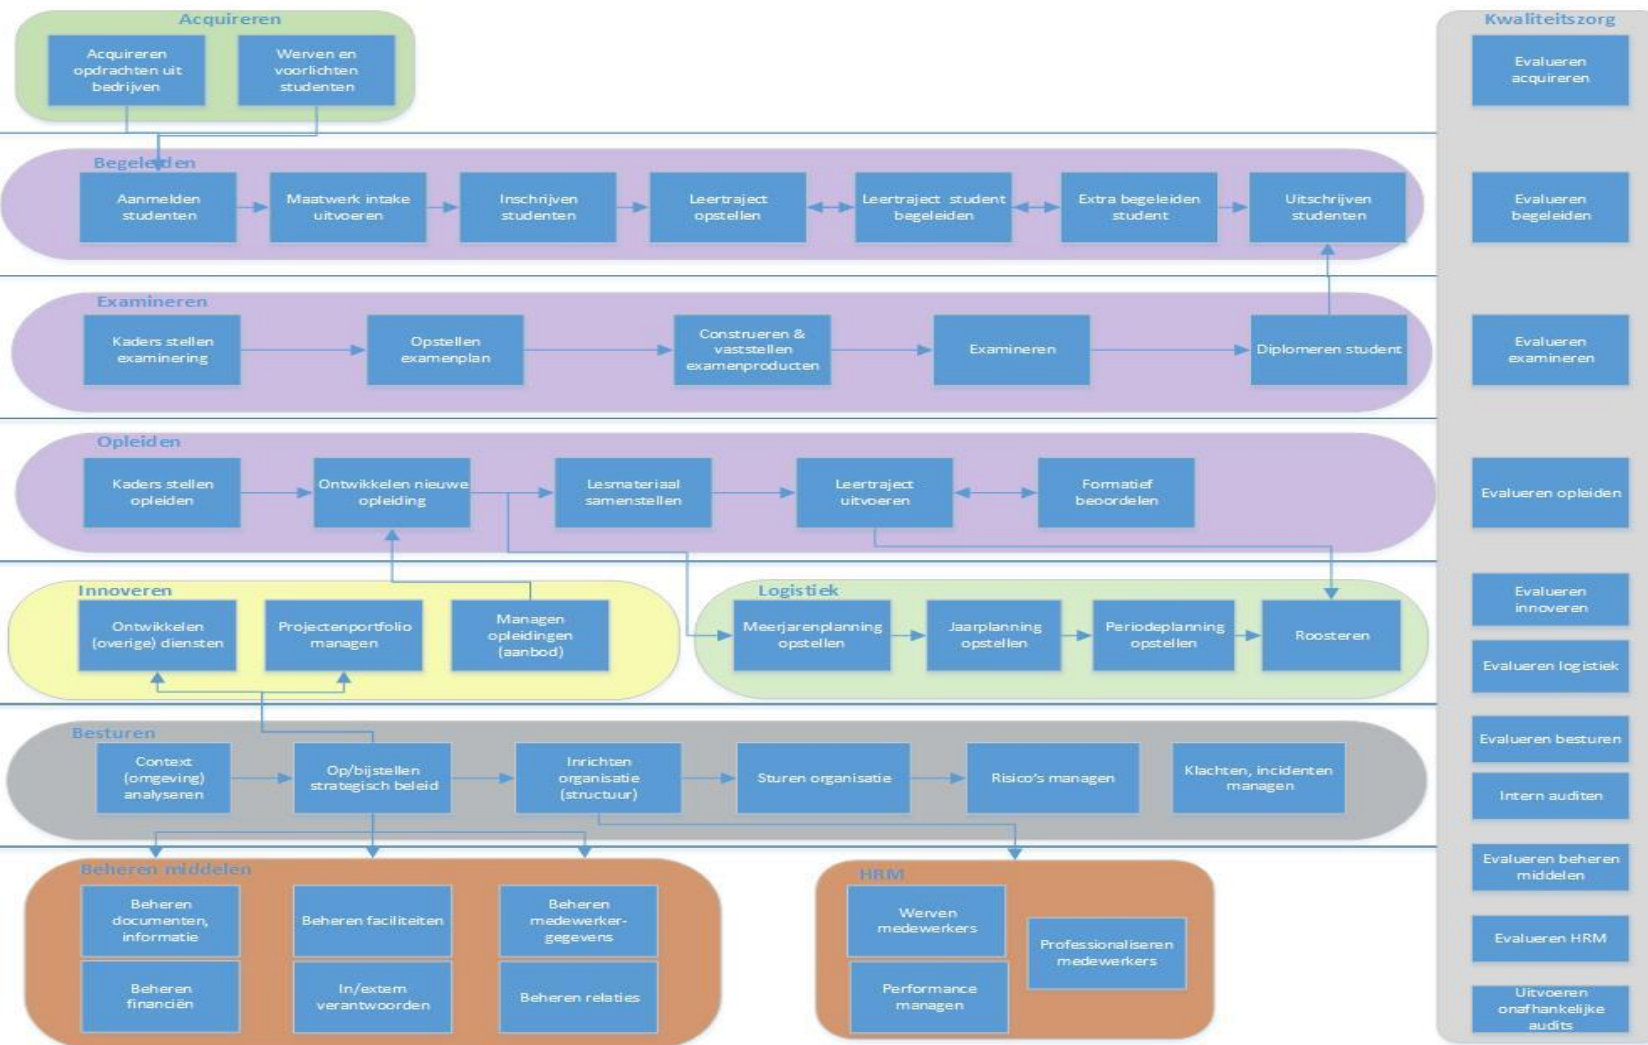 Acquireren
Acquireren
opdrachten uit
bedrijven
Werven en
voorlichten
studenten
Begeleiden
Aanmelden
studenten
Maatwerk intake
uitvoeren
Inschrijven
studenten
Leertraject
opstellen
Leertraject student
begeleiden
Extra begeleiden
student
Uitschrijven
studenten
Examineren
Kaders stellen
examinering
Opstellen
examenplan
Construeren &
vaststellen
examenproducten
Examineren
Diplomeren student
Opleiden
Kaders stellen
opleiden
Ontwikkelen nieuwe
opleiding
Lesmateriaal
samenstellen
Leertraject
uitvoeren
Formatief
beoordelen
Innoveren
Ontwikkelen
(overige) diensten
Projectenportfolio
managen
Managen
opleidingen
(aanbod)
Logistiek
Meerjarenplanning
opstellen
Jaarplanning
opstellen
Periodeplanning
opstellen
Roosteren
Besturen
Context
(omgeving)
analyseren
Op/bijstellen
strategisch beleid
Inrichten
organisatie
(structuur)
Sturen organisatie
Risico's managen
Klachten, incidenten
managen
Beheren middelen
Beheren
documenten,
informatie
Beheren faciliteiten
Beheren
medewerker-
gegevens
Beheren
financiën
In/extern
verantwoorden
Beheren relaties
HRM
Werven
medewerkers
Professionaliseren
medewerkers
Performance
managen
Kwaliteitszorg
Evalueren
acquireren
Evalueren
begeleiden
Evalueren
examineren
Evalueren opleiden
Evalueren
innoveren
Evalueren logistiek
Evalueren besturen
Intern auditen
Evalueren beheren
middelen
Evalueren HRM
Uitvoeren
onafhankelijke
audits